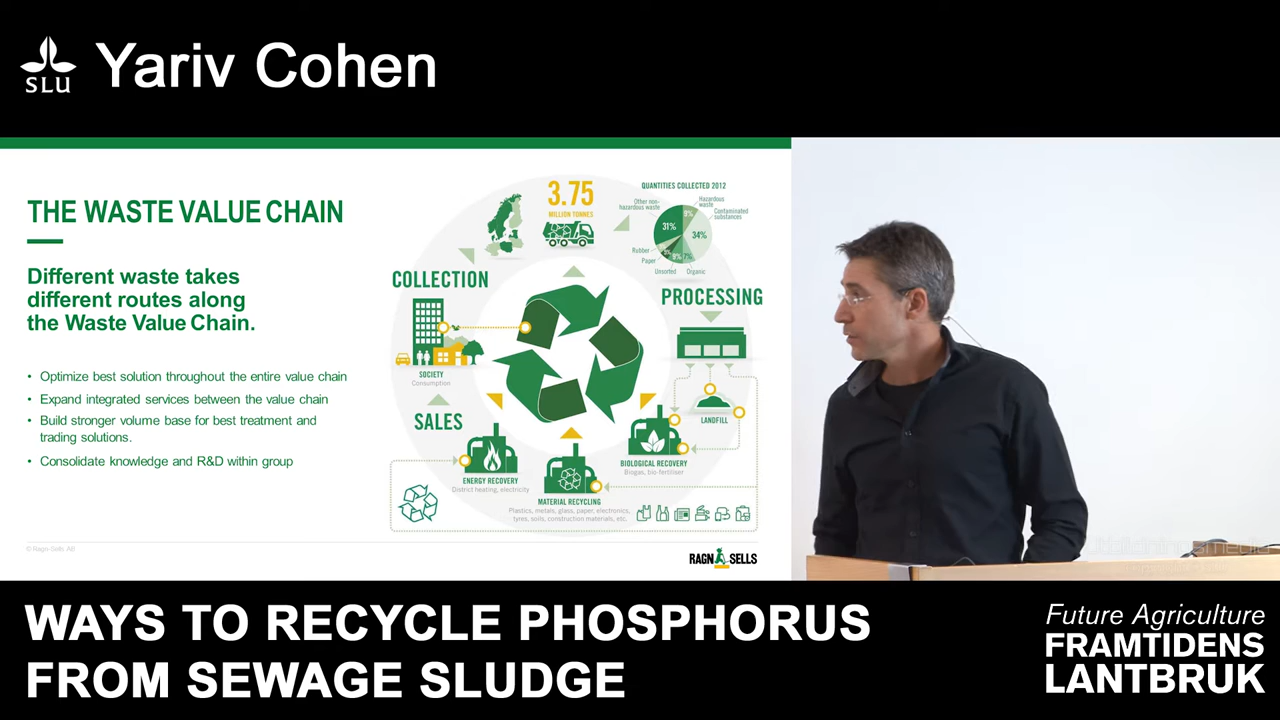 SLU
Yariv Cohen
THE WASTE VALUE CHAIN
Different waste takes
different routes along
the Waste Value Chain.
• Optimize best solution throughout the entire value chain
• Expand integrated services between the value chain
• Build stronger volume base for best treatment and
trading solutions.
• Consolidate knowledge and R&D within group
3.75
MILLION TONNES
QUANTITIES COLLECTED 2012
Other non-
hazardous waste
Hazardous
waste
Contaminated
substances
31%
34%
Rubber
Paper
Unsorted
Organic
9%
COLLECTION
PROCESSING
SOCIETY
Consumption
SALES
LANDFILL
BIOLOGICAL RECOVERY
Biogas, bio-fertiliser
ENERGY RECOVERY
District heating, electricity
MATERIAL RECYCLING
Plastics, metals, glass, paper, electronics,
tyres, soils, construction materials, etc.
© Ragn-Sells AB
RAGN SELLS
WAYS TO RECYCLE PHOSPHORUS
FROM SEWAGE SLUDGE
Future Agriculture
FRAMTIDENS
LANTBRUK